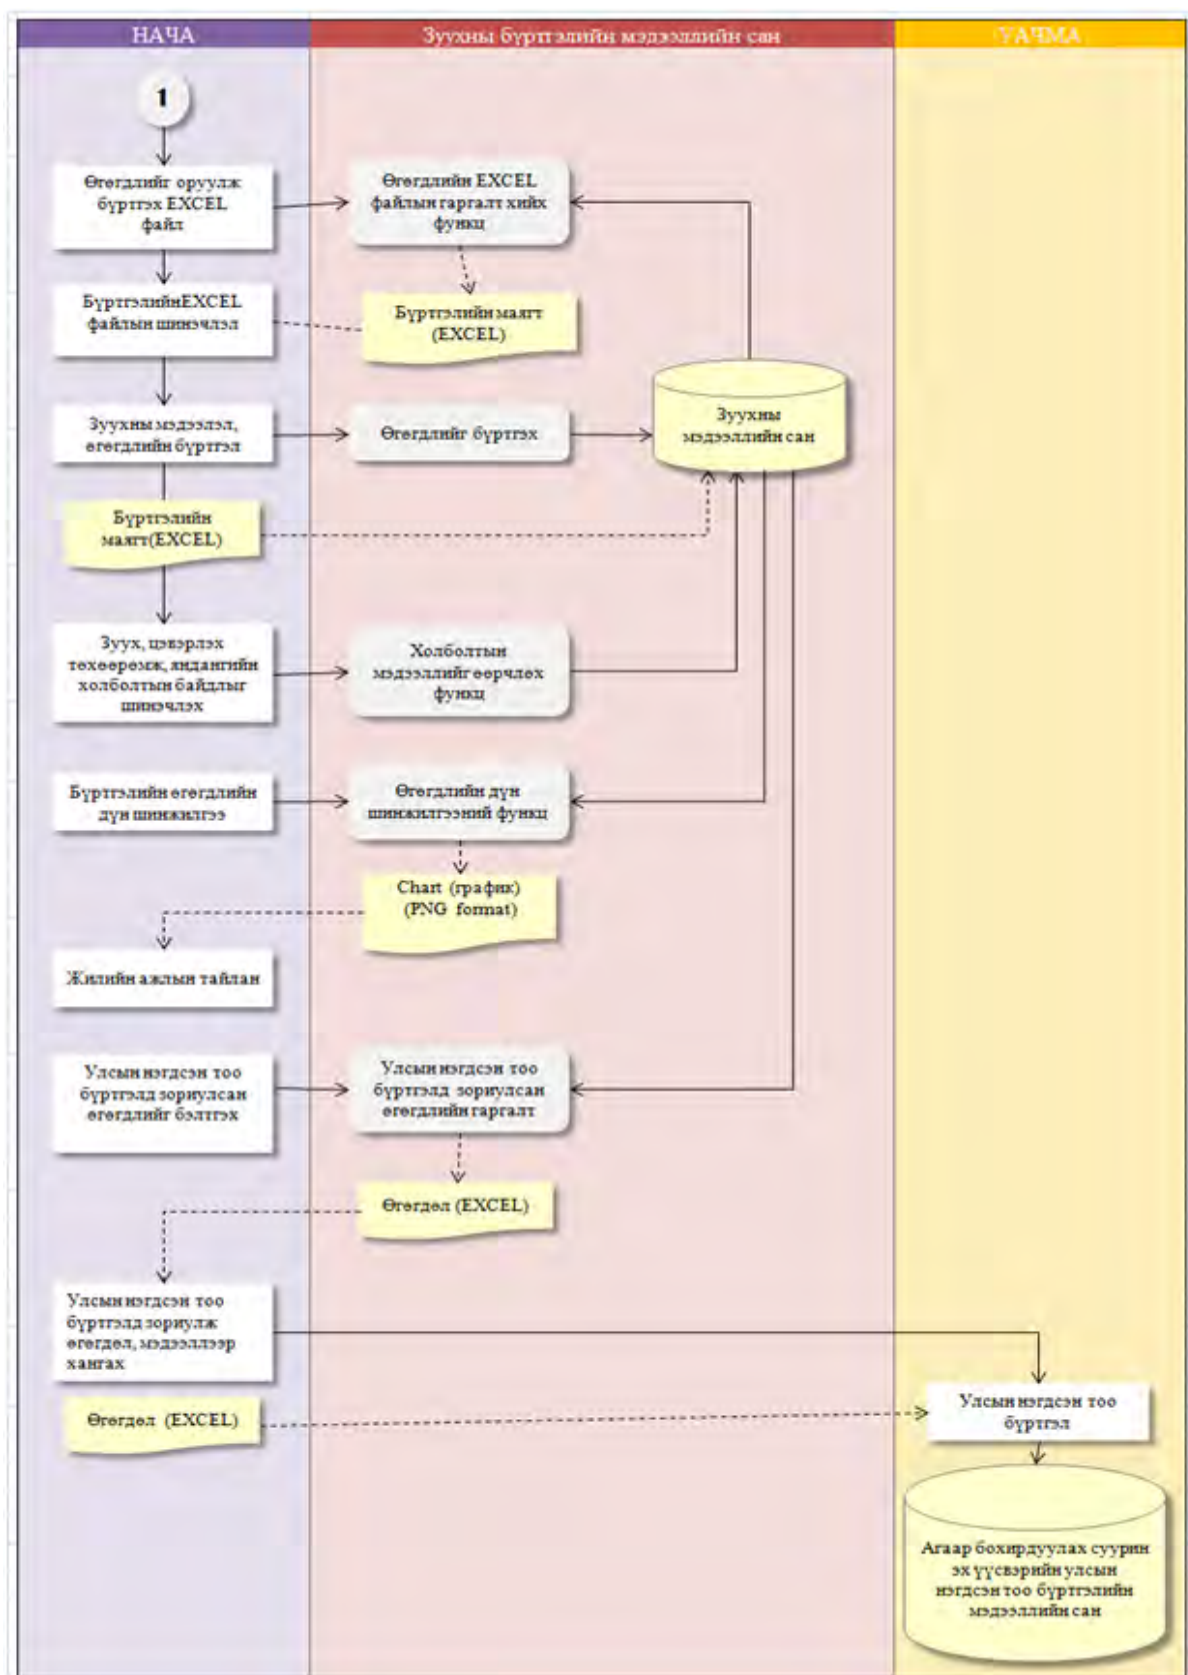 НАЧА
Зуухны бүртгэлийн мэдээллийн сан
ҮАЧМА
1
Өгөгдлийг оруулж
бүртгэх EXCEL
файл
Өгөгдлийн EXCEL
файлын гаргалт хийх
функц
БүртгэлийнEXCEL
файлын шинэчлэл
Бүртгэлийн маягт
(EXCEL)
Зуухны мэдээлэл,
өгөгдлийн бүртгэл
Өгөгдлийг бүртгэх
Зуухны
мэдээллийн сан
Бүртгэлийн
маягт(EXCEL)
Зуух, цэвэрлэх
төхөөрөмж, яндангийн
холболтын байдлыг
шинэчлэх
Холболтын
мэдээллийг өөрчлөх
функц
Бүртгэлийн өгөгдлийн
дүн шинжилгээ
Өгөгдлийн дүн
шинжилгээний функц
Chart (график)
(PNG format)
Жилийн ажлын тайлан
Улсын нэгдсэн тоо
бүртгэлд зориулсан
өгөгдлийг бэлтгэх
Улсын нэгдсэн тоо
бүртгэлд зориулсан
өгөгдлийн гаргалт
Өгөгдөл (EXCEL)
Улсын нэгдсэн тоо
бүртгэлд зориулж
өгөгдөл, мэдээллээр
хангах
Өгөгдөл (EXCEL)
Улсын нэгдсэн тоо
бүртгэл
Агаар бохирдуулах суурин
эх үүсвэрийн улсын
нэгдсэн тоо бүртгэлийн
мэдээллийн сан